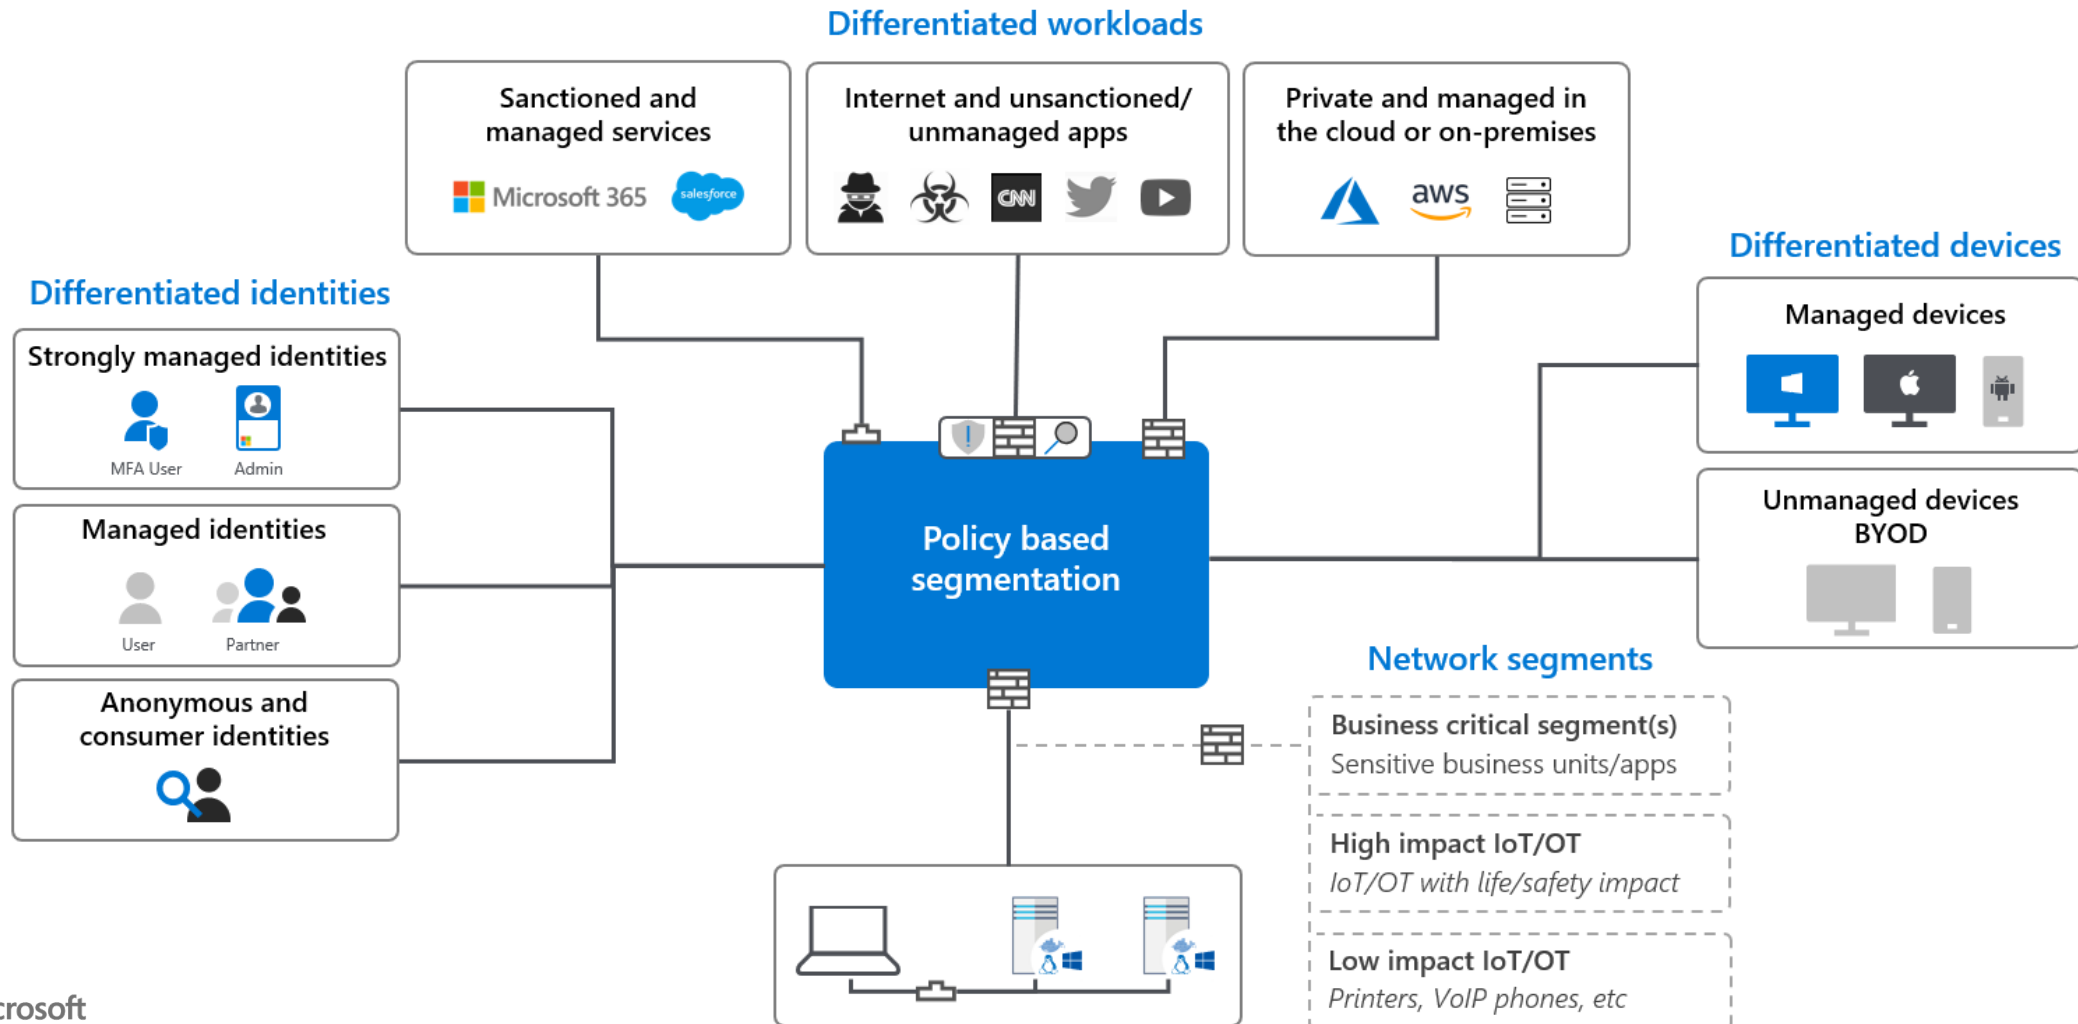 Differentiated workloads
Sanctioned and
managed services
Microsoft 365
salesforce
Internet and unsanctioned/
unmanaged apps
CNN
Private and managed in
the cloud or on-premises
aws
Differentiated identities
Strongly managed identities
MFA User
Admin
Managed identities
User
Partner
Anonymous and
consumer identities
Policy based
segmentation
Differentiated devices
Managed devices
Unmanaged devices
BYOD
Network segments
Business critical segment(s)
Sensitive business units/apps
High impact IoT/OT
IoT/OT with life/safety impact
Low impact IoT/OT
Printers, VoIP phones, etc
crosoft